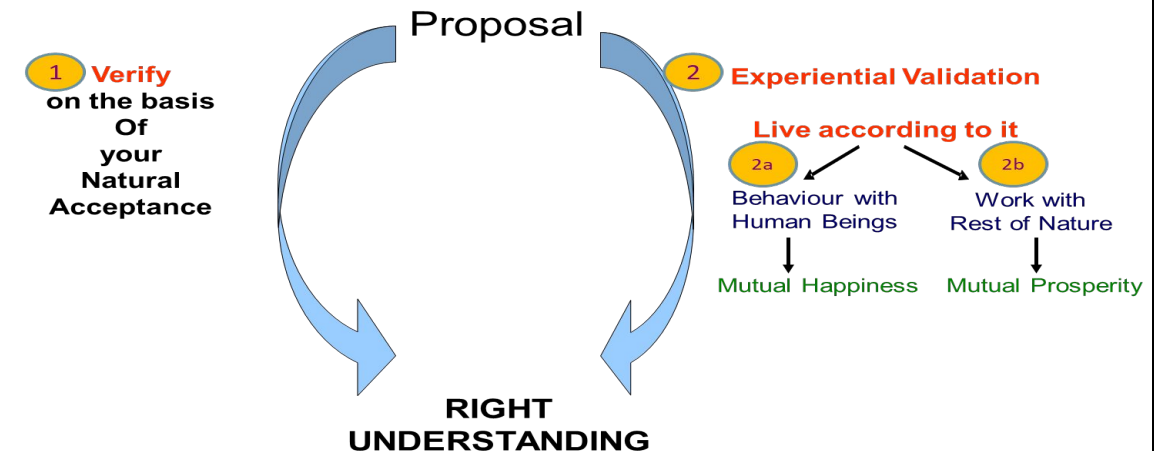 Proposal
1 Verify
on the basis
Of
your
Natural
Acceptance
2 Experiential Validation
Live according to it
2a
Behaviour with
Human Beings
Mutual Happiness
2b
Work with
Rest of Nature
Mutual Prosperity
RIGHT
UNDERSTANDING